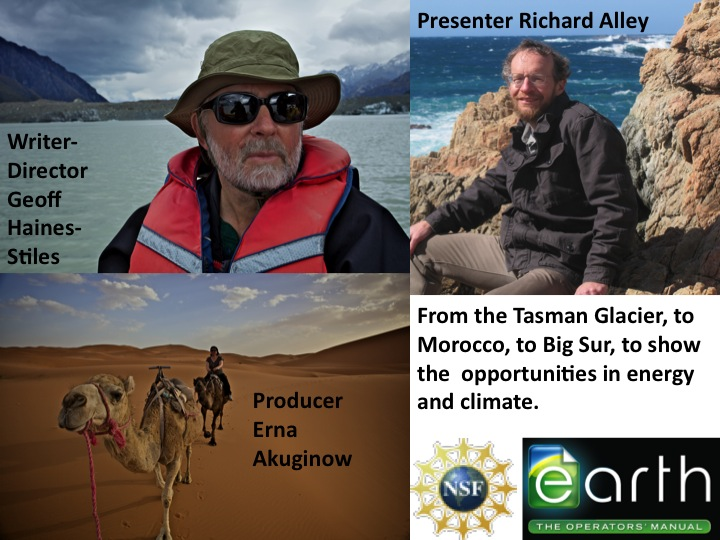 Writer-
Director
Geoff
Haines-
Stiles
Presenter Richard Alley
Producer
Erna
Akuginow
From the Tasman Glacier, to
Morocco, to Big Sur, to show
the  opportunities in energy
and climate.
NSF
earth
THE OPERATORS' MANUAL